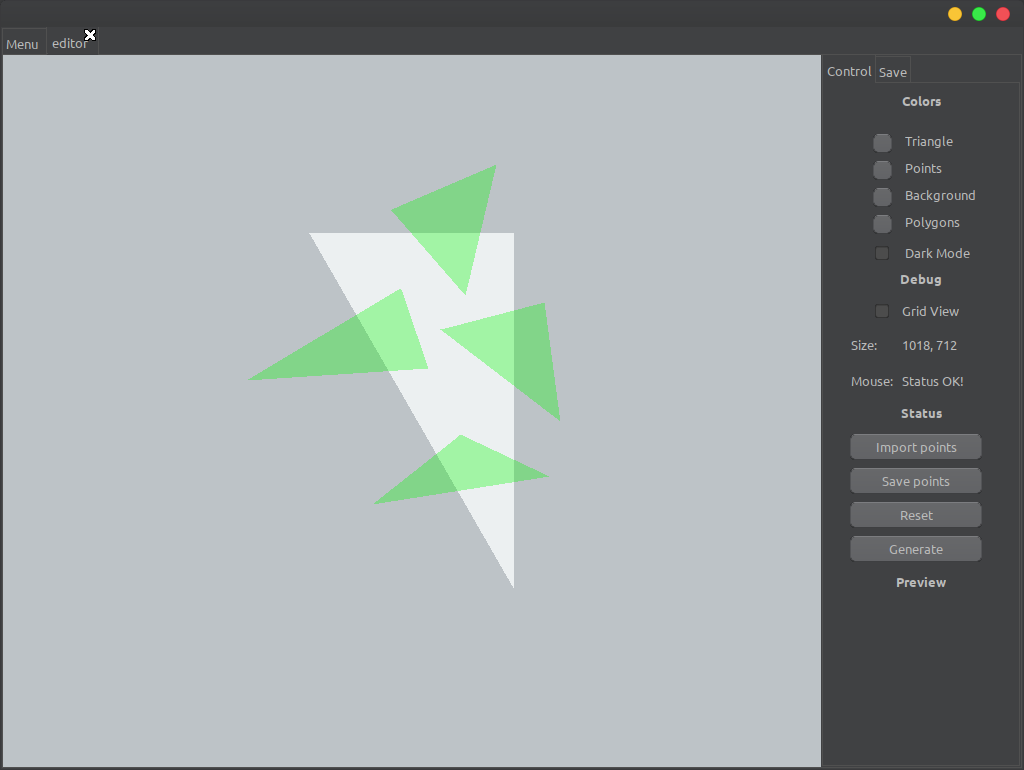 Menu
editor
Control
Save
Colors
Triangle
Points
Background
Polygons
Dark Mode
Debug
Grid View
Size: 1018, 712
Mouse: Status OK!
Status
Import points
Save points
Reset
Generate
Preview